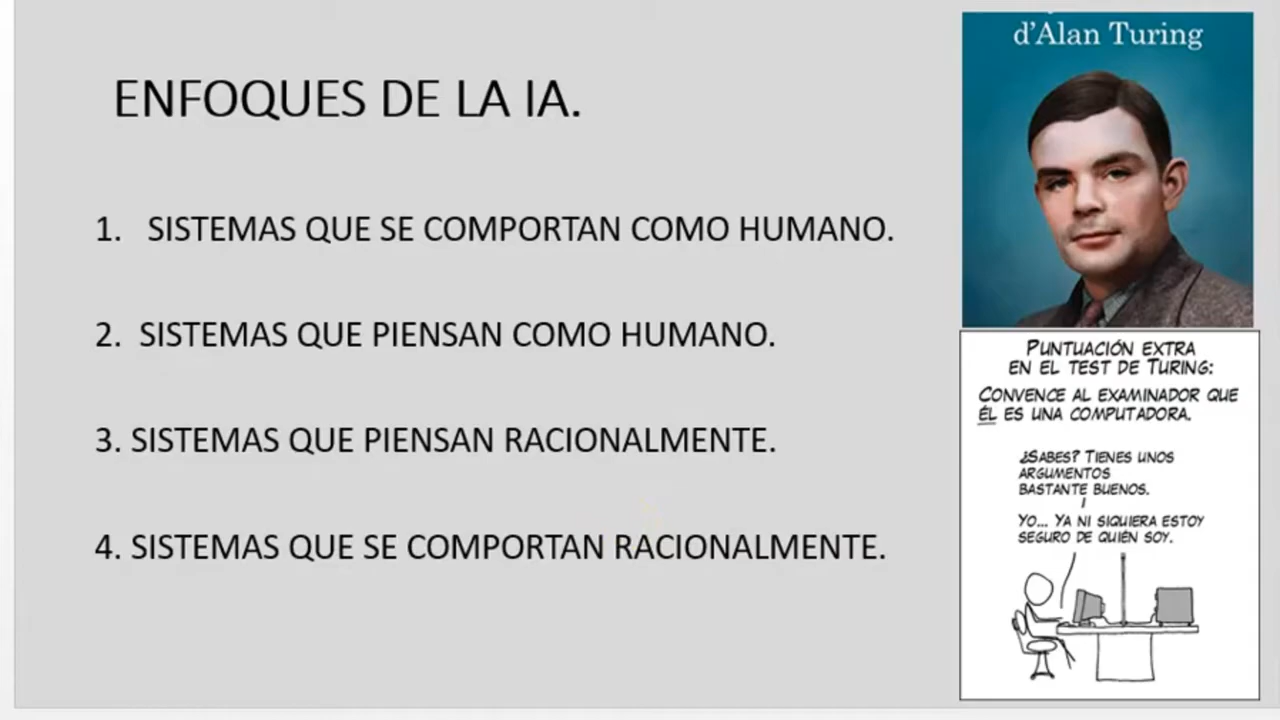 ENFOQUES DE LA IA.
1. SISTEMAS QUE SE COMPORTAN COMO HUMANO.
2. SISTEMAS QUE PIENSAN COMO HUMANO.
3. SISTEMAS QUE PIENSAN RACIONALMENTE.
4. SISTEMAS QUE SE COMPORTAN RACIONALMENTE.
d'Alan Turing
PUNTUACIÓN EXTRA
EN EL TEST DE TURING:
CONVENCE AL EXAMINADOR QUE
ÉL ES UNA COMPUTADORA.
¿SABES? TIENES UNOS
ARGUMENTOS
BASTANTE BUENOS.
YO... YA NI SIQUIERA ESTOY
SEGURO DE QUIÉN SOY.